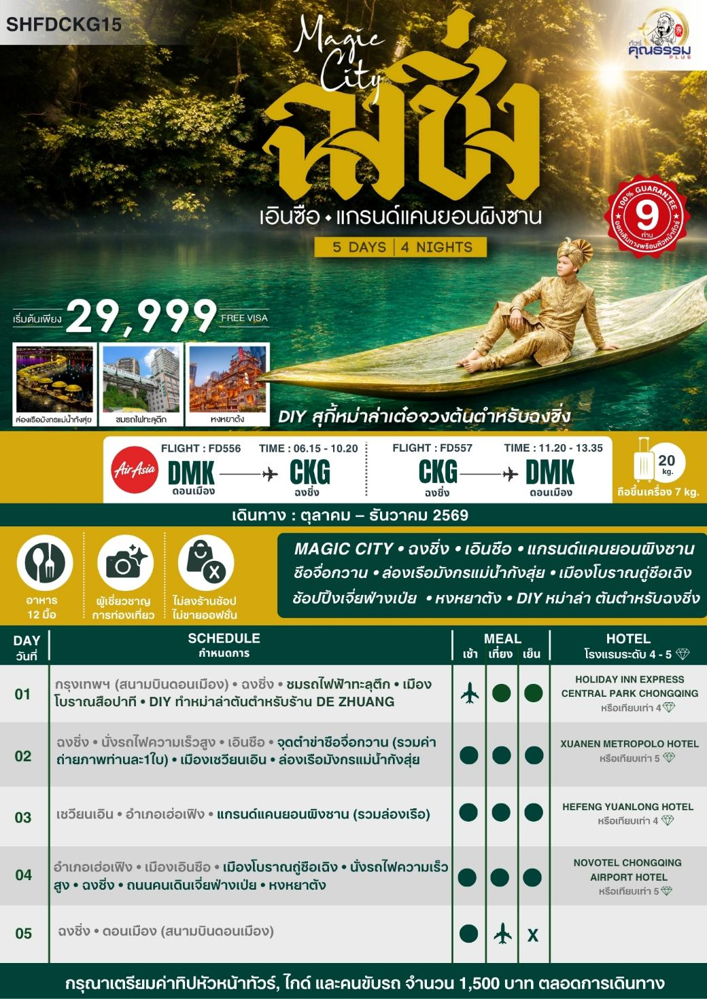 SHFDCKG15
Magic
City
ฉงชิ่ง
ทัวร์
คุณธรรม
PLUS
เอินซือ • แกรนด์แคนยอนผิงซาน
5 DAYS | 4 NIGHTS
100% GUARANTEE
9
ท่าน
ออกเดินทางพร้อมหัวหน้าทัวร์
เริ่มต้นเพียง 29,999 FREE VISA
ล่องเรือมังกรแม่น้ำกังสุ่ย
ชมรถไฟทะลุตึก
หงหยาต้ง
DIY สุกี้หม่าล่าเต๋อจวงต้นตำหรับฉงชิ่ง
AirAsia
FLIGHT : FD556 TIME : 06.15 - 10.20
DMK CKG
ดอนเมือง ฉงชิ่ง
FLIGHT : FD557 TIME : 11.20 - 13.35
CKG DMK
ฉงชิ่ง ดอนเมือง
20
kg.
ถือขึ้นเครื่อง 7 kg.
เดินทาง : ตุลาคม – ธันวาคม 2569
อาหาร
12 มื้อ
ผู้เชี่ยวชาญ
การท่องเที่ยว
X
ไม่ลงร้านช้อป
ไม่ขายออฟชั่น
MAGIC CITY • ฉงชิ่ง • เอินซือ • แกรนด์แคนยอนผิงซาน
ซือจื่อกวาน • ล่องเรือมังกรแม่น้ำกังสุ่ย • เมืองโบราณถู่ซือเฉิง
ช้อปปิ้งเจี่ยฟ่างเป่ย • หงหยาต้ง • DIY หม่าล่า ต้นตำหรับฉงชิ่ง
DAY
วันที่
SCHEDULE
กำหนดการ
MEAL
เช้า เที่ยง เย็น
HOTEL
โรงแรมระดับ 4 - 5
01
กรุงเทพฯ (สนามบินดอนเมือง) • ฉงชิ่ง • ชมรถไฟฟ้าทะลุตึก • เมือง
โบราณสือปาที • DIY ทำหม่าล่าต้นตำหรับร้าน DE ZHUANG
HOLIDAY INN EXPRESS
CENTRAL PARK CHONGQING
หรือเทียบเท่า 4
02
ฉงชิ่ง • นั่งรถไฟความเร็วสูง • เอินซือ • จุดต๋าข่าซือจื่อกวาน (รวมค่า
ถ่ายภาพท่านละ1ใบ) • เมืองเซวียนเอิน • ล่องเรือมังกรแม่น้ำกังสุ่ย
XUANEN METROPOLO HOTEL
หรือเทียบเท่า 5
03
เซวียนเอิน • อำเภอเฮ่อเฟิง • แกรนด์แคนยอนผิงซาน (รวมล่องเรือ)
HEFENG YUANLONG HOTEL
หรือเทียบเท่า 4
04
อำเภอเฮ่อเฟิง • เมืองเอินซือ • เมืองโบราณถู่ซือเฉิง • นั่งรถไฟความเร็ว
สูง • ฉงชิ่ง • ถนนคนเดินเจี่ยฟ่างเป่ย • หงหยาต้ง
NOVOTEL CHONGQING
AIRPORT HOTEL
หรือเทียบเท่า 5
05
ฉงชิ่ง • ดอนเมือง (สนามบินดอนเมือง)
X
กรุณาเตรียมค่าทิปหัวหน้าทัวร์, ไกด์ และคนขับรถ จำนวน 1,500 บาท ตลอดการเดินทาง